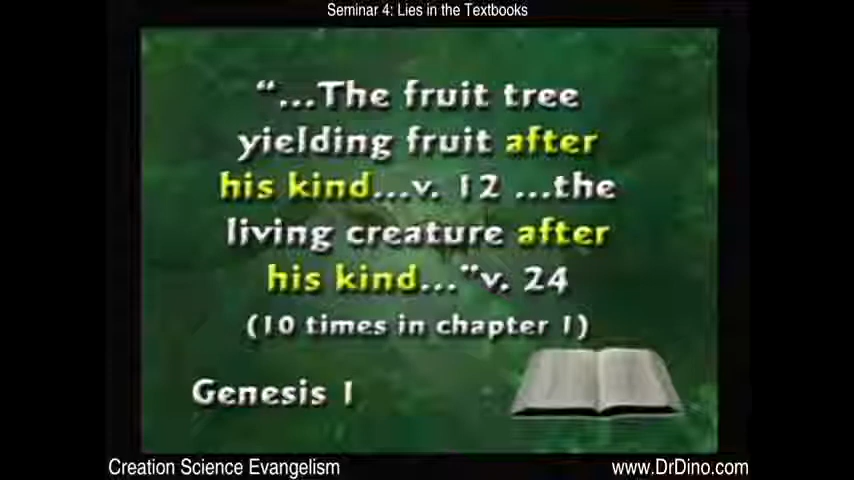 Seminar 4: Lies in the Textbooks
“...The fruit tree
yielding fruit after
his kind...v. 12 ...the
living creature after
his kind...”v. 24
(10 times in chapter 1)
Genesis 1
Creation Science Evangelism
www.DrDino.com